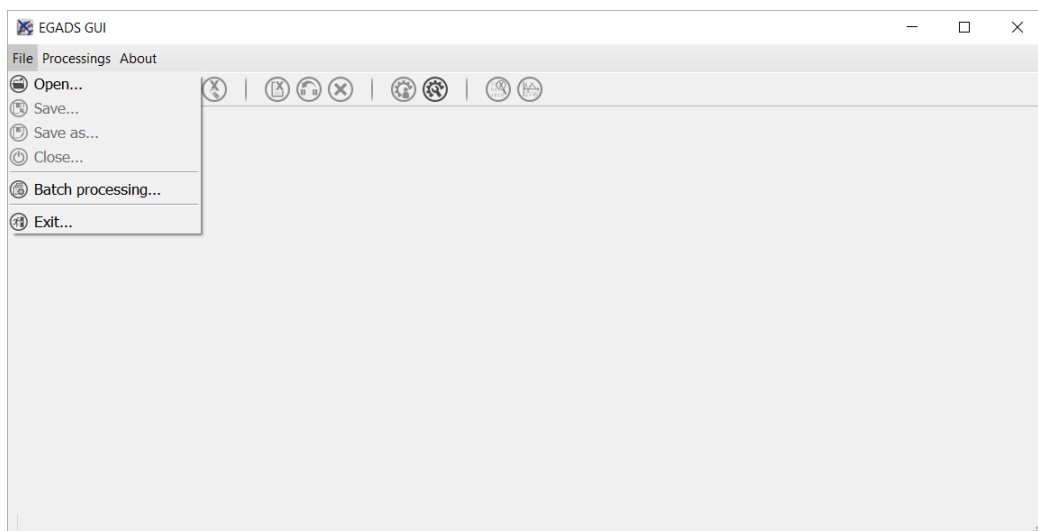 EGADS GUI
File Processings About
Open...
Save...
Save as...
Close...
Batch processing...
Exit...